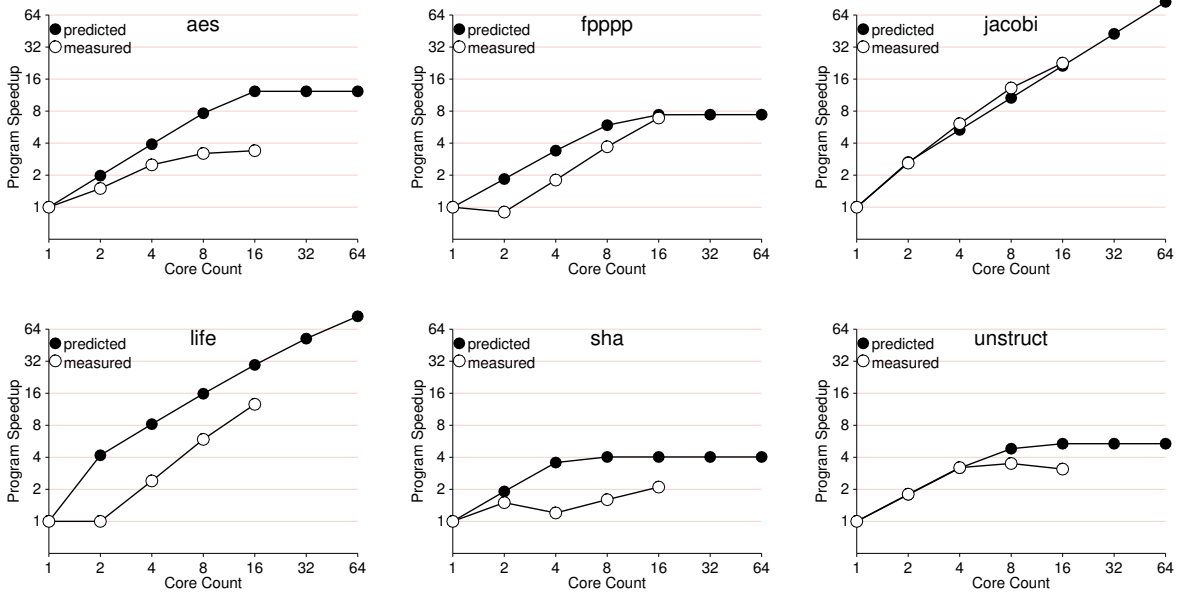 aes
predicted
measured
Program Speedup
64
32
16
8
4
2
1
1 2 4 8 16 32 64
Core Count
fpppp
predicted
measured
Program Speedup
64
32
16
8
4
2
1
1 2 4 8 16 32 64
Core Count
jacobi
predicted
measured
Program Speedup
64
32
16
8
4
2
1
1 2 4 8 16 32 64
Core Count
life
predicted
measured
Program Speedup
64
32
16
8
4
2
1
1 2 4 8 16 32 64
Core Count
sha
predicted
measured
Program Speedup
64
32
16
8
4
2
1
1 2 4 8 16 32 64
Core Count
unstruct
predicted
measured
Program Speedup
64
32
16
8
4
2
1
1 2 4 8 16 32 64
Core Count